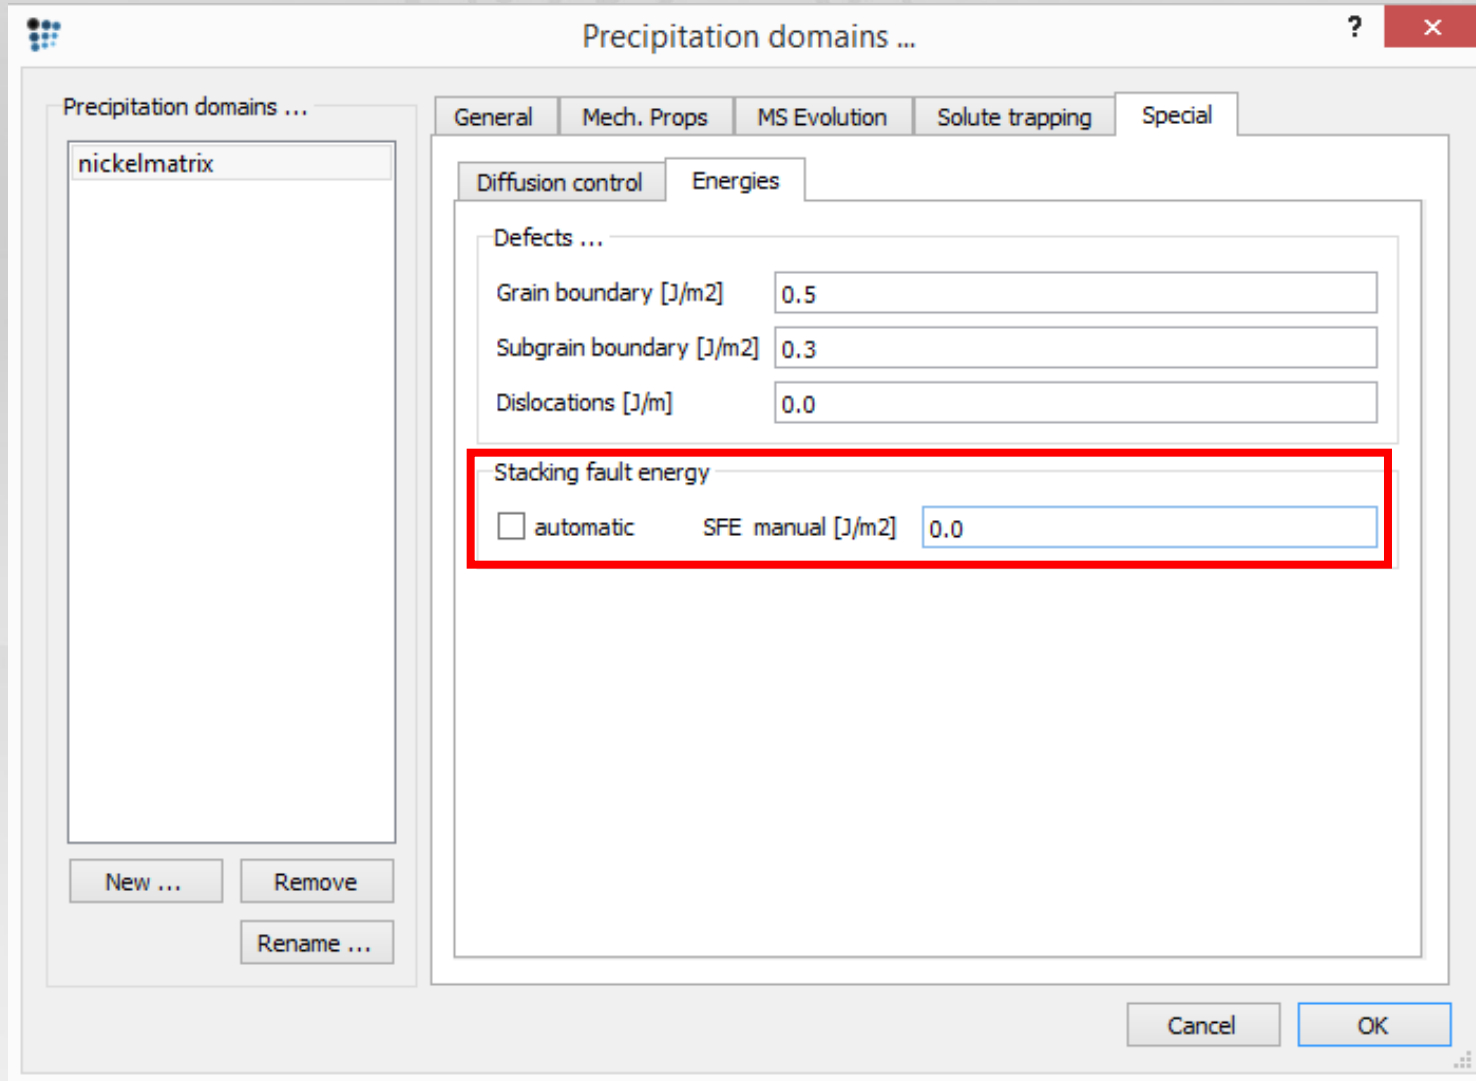 Precipitation domains ...
?
Precipitation domains ...
nickelmatrix
New ...
Remove
Rename ...
General
Mech. Props
MS Evolution
Solute trapping
Special
Diffusion control
Energies
Defects ...
Grain boundary [J/m2] 0.5
Subgrain boundary [J/m2] 0.3
Dislocations [J/m] 0.0
Stacking fault energy
automatic SFE manual [J/m2] 0.0
Cancel
OK